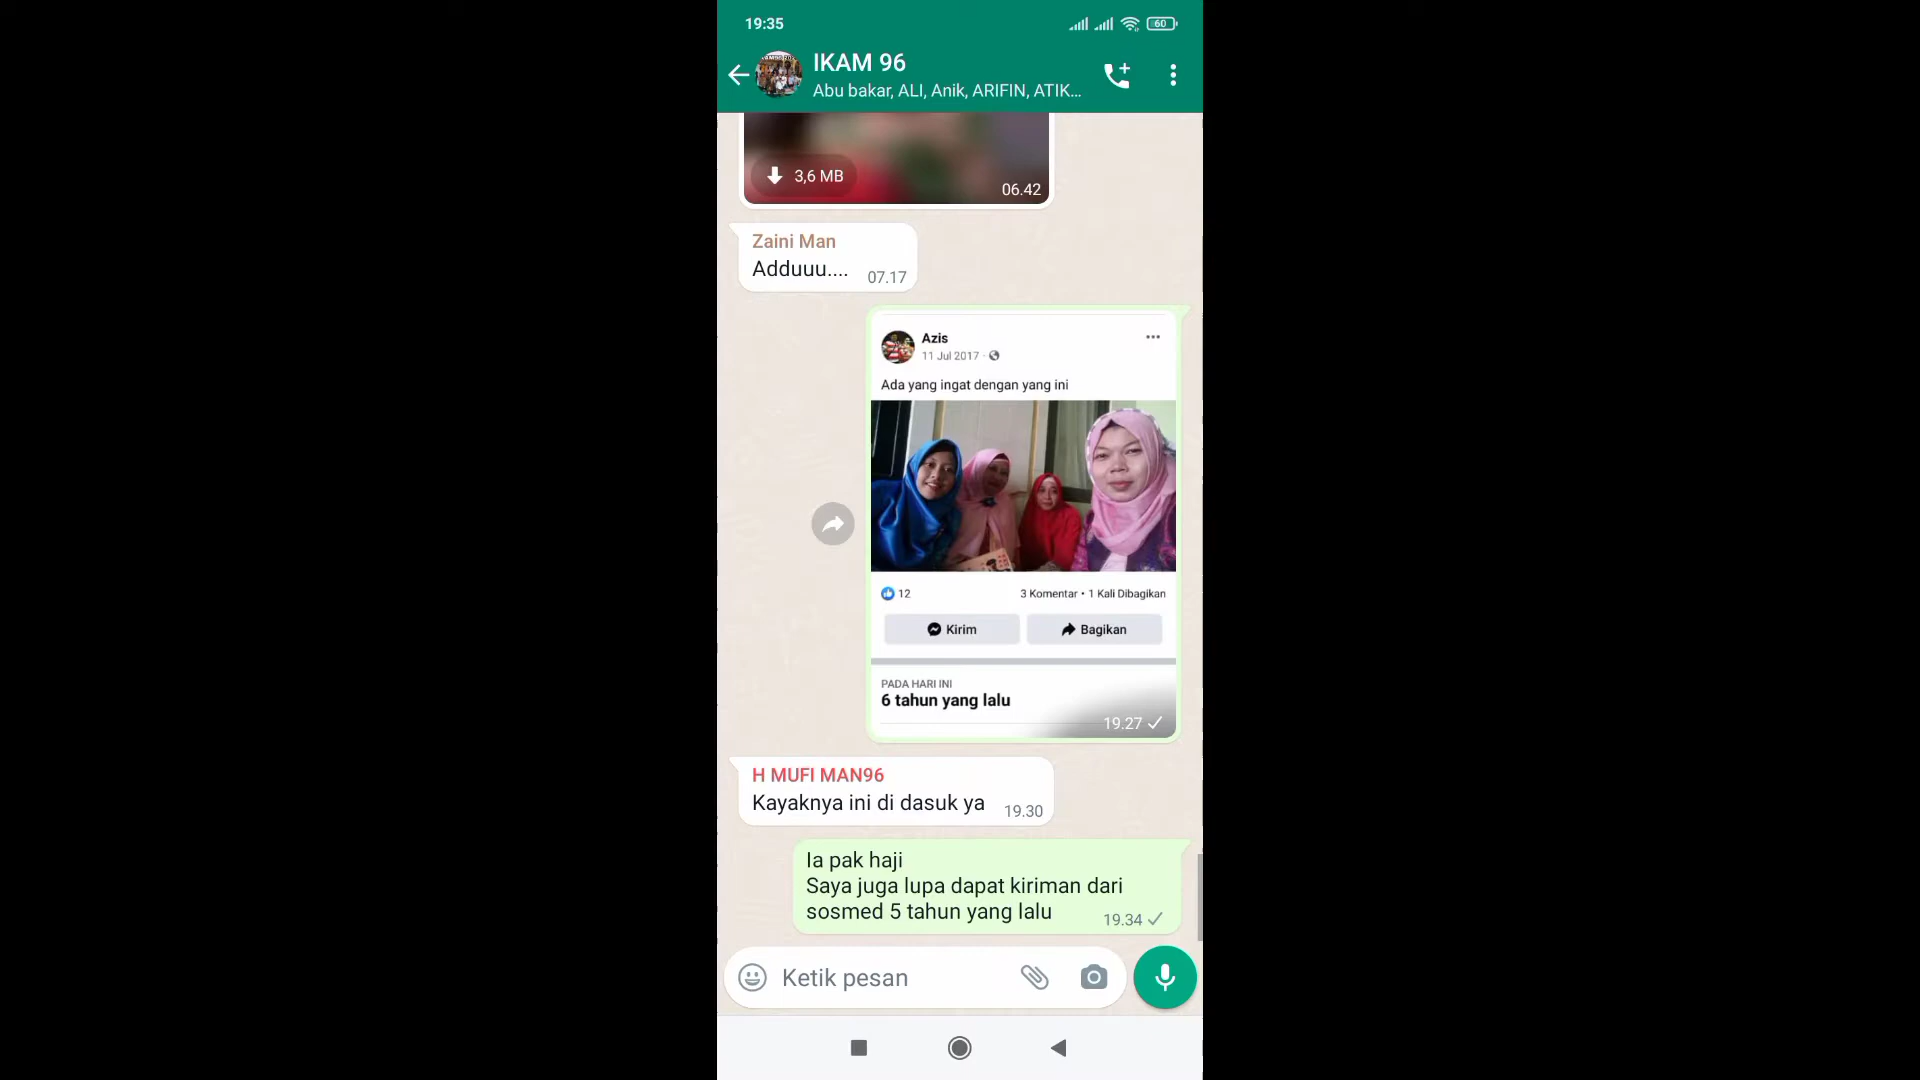 19:35
60
IKAM 96
Abu bakar, ALI, Anik, ARIFIN, ATIK...
3,6 MB
06.42
Zaini Man
Adduuu....
07.17
Azis
11 Jul 2017
Ada yang ingat dengan yang ini
12
3 Komentar • 1 Kali Dibagikan
Kirim
Bagikan
PADA HARI INI
6 tahun yang lalu
19.27
H MUFI MAN96
Kayaknya ini di dasuk ya
19.30
Ia pak haji
Saya juga lupa dapat kiriman dari
sosmed 5 tahun yang lalu
19.34
Ketik pesan